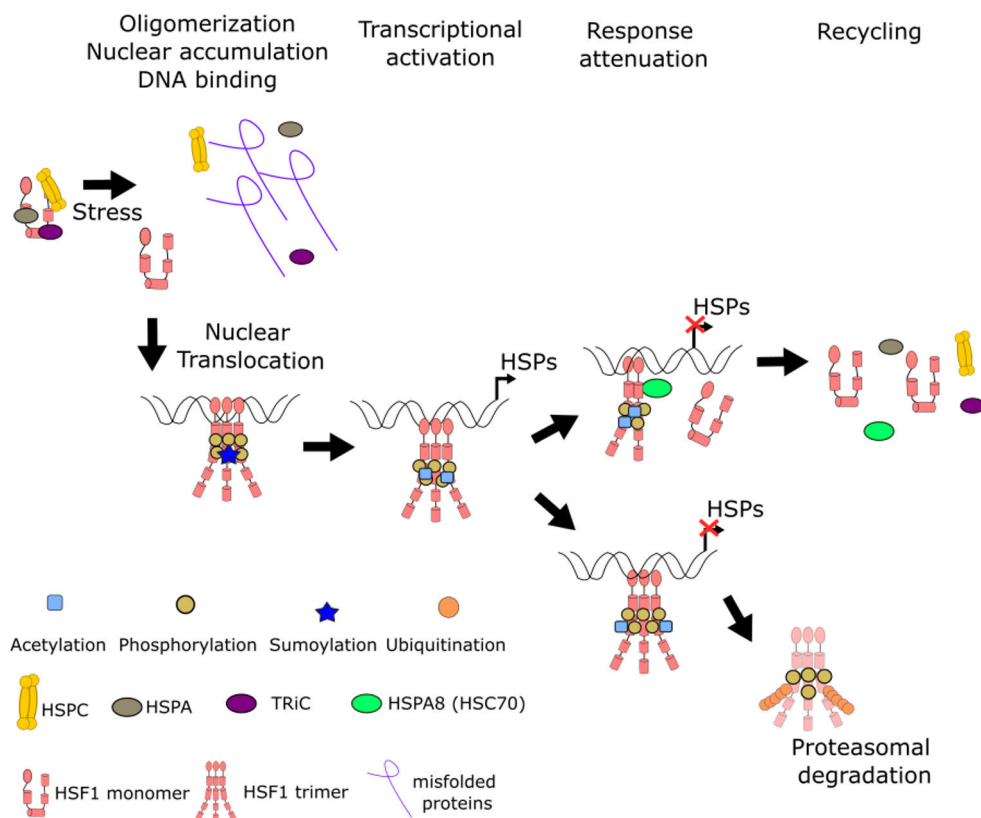 Oligomerization
Nuclear accumulation
DNA binding
Transcriptional
activation
Response
attenuation
Recycling
Stress
Nuclear
Translocation
HSPs
HSPs
HSPs
Acetylation
Phosphorylation
Sumoylation
Ubiquitination
HSPC
HSPA
TRiC
HSPA8 (HSC70)
Proteasomal
degradation
HSF1 monomer
HSF1 trimer
misfolded
proteins